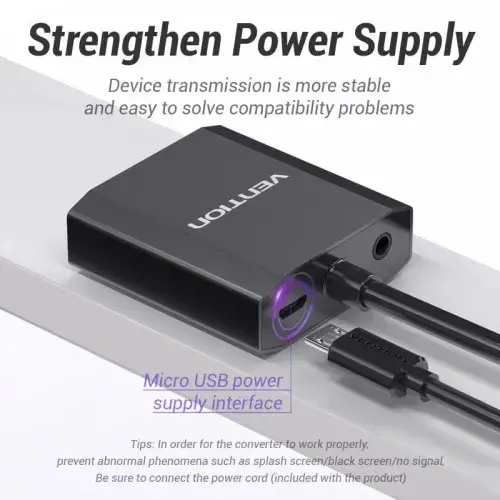 Strengthen Power Supply
Device transmission is more stable
and easy to solve compatibility problems
VENTION
VENTION
Micro USB power
supply interface
Tips: In order for the converter to work properly,
prevent abnormal phenomena such as splash screen/black screen/no signal,
Be sure to connect the power cord (included with the product)